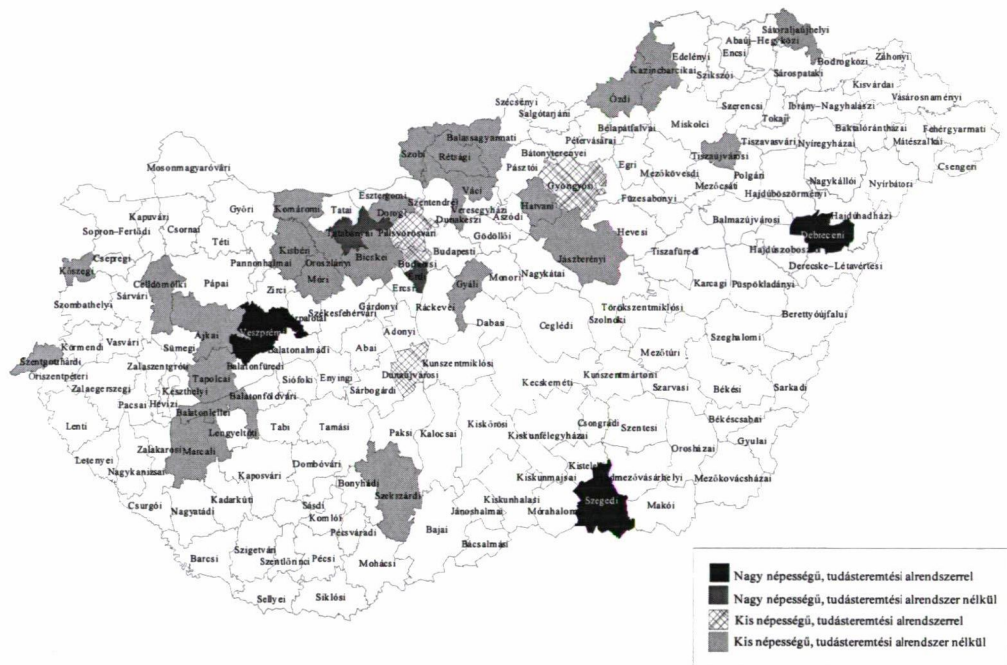 Sátoraljaújhelyi
Abaúj–Hegyközi
Encsi
Edelényi
Bodrogközi
Záhonyi
Kazincbarcikai
Szikszói
Sárospataki
Kisvárdai
Ózdi
Vásárosnaményi
Szécsényi
Salgótarjáni
Szerencsi
Ibrány–Nagyhalászi
Tokaji
Miskolci
Bélapátfalvai
Baktalórántházai
Fehérgyarmati
Balassagyarmati
Pétervásárai
Tiszavasvári
Nyíregyházai
Mátészalkai
Szobi
Rétsági
Bátonyterenyei
Tiszaújvárosi
Csengeri
Mosonmagyaróvári
Pásztói
Egri
Polgári
Mezőkövesdi
Nagykállói
Nyírbátori
Gyöngyösi
Váci
Mezőcsáti
Hajdúböszörményi
Esztergomi
Szentendrei
Füzesabonyi
Komáromi
Tatai
Dorogi
Veresegyházi
Hatvani
Győri
Kapuvári
Dunakeszi
Aszódi
Balmazújvárosi
Hajdúhadházi
Sopron–Fertődi
Csornai
Tatabányai
Pilisvörösvári
Gödöllői
Hevesi
Debreceni
Téti
Kisbéri
Budapesti
Tiszafüredi
Hajdúszoboszlói
Csepregi
Pannonhalmai
Oroszlányi
Bicskei
Jászberényi
Derecske–Létavértesi
Kőszegi
Móri
Nagykátai
Celldömölki
Pápai
Zirci
Gyáli
Monori
Karcagi
Püspökladányi
Szombathelyi
Sárvári
Gárdonyi
Ráckevei
Székesfehérvári
Törökszentmiklósi
Berettyóújfalui
Szolnoki
Veszprémi
Adonyi
Dabasi
Ceglédi
Ajkai
Szeghalomi
Körmendi
Vasvári
Sümegi
Balatonalmádi
Abai
Mezőtúri
Szentgotthárdi
Őriszentpéteri
Zalaszentgróti
Balatonfüredi
Kunszentmiklósi
Dunaújvárosi
Kunszentmártoni
Tapolcai
Siófoki
Enyingi
Kecskeméti
Zalaegerszegi
Keszthelyi
Sárbogárdi
Szarvasi
Békési
Sarkadi
Pacsai
Hévízi
Balatonföldvári
Balatonlellei
Csongrádi
Békéscsabai
Lenti
Lengyeltóti
Tabi
Tamási
Paksi
Kalocsai
Kiskőrösi
Kiskunfélegyházai
Szentesi
Gyulai
Zalakarosi
Marcali
Orosházai
Letenyei
Nagykanizsai
Dombóvári
Kisteleki
Kaposvári
Bonyhádi
Szekszárdi
Kiskunmajsai
Hódmezővásárhelyi
Mezőkovácsházai
Csurgói
Kadarkúti
Kiskunhalasi
Szegedi
Makói
Nagyatádi
Sásdi
Jánoshalmai
Mórahalomi
Komlói
Pécsváradi
Bajai
Szigetvári
Bácsalmási
Barcsi
Szentlőrinci
Pécsi
Mohácsi
Sellyei
Siklósi
Nagy népességű, tudásteremtési alrendszerrel
Nagy népességű, tudásteremtési alrendszer nélkül
Kis népességű, tudásteremtési alrendszerrel
Kis népességű, tudásteremtési alrendszer nélkül